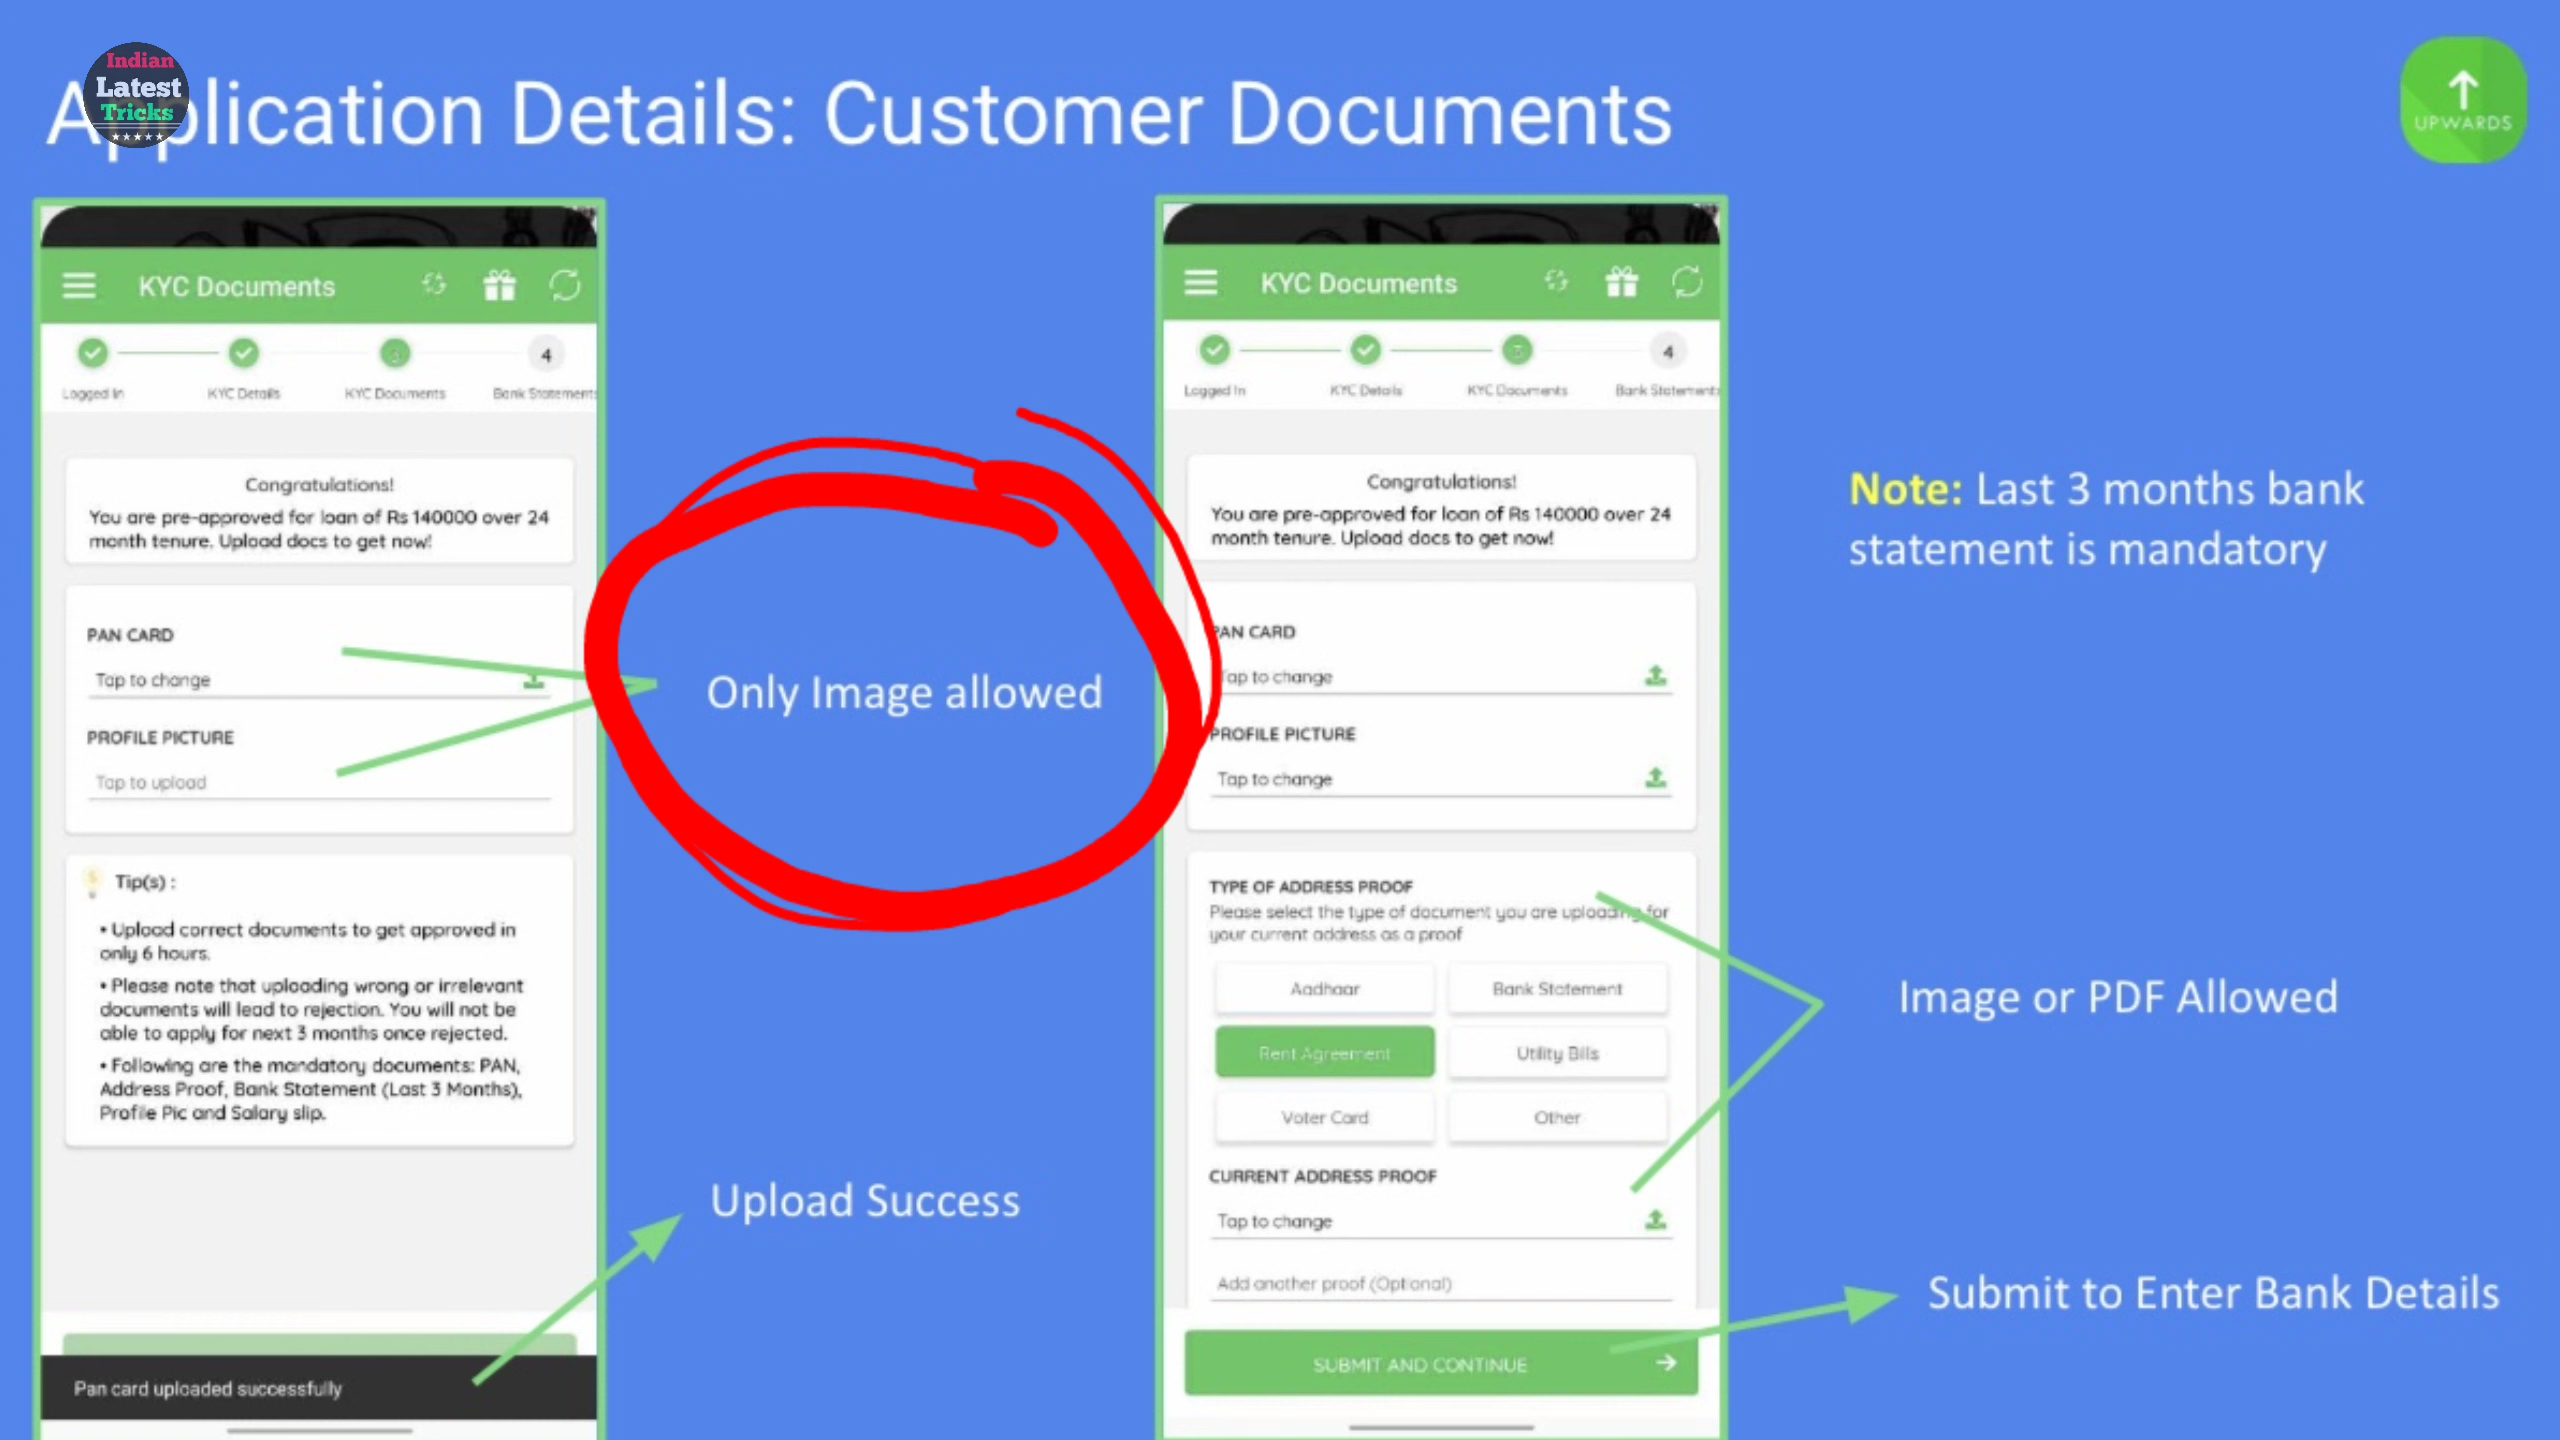 Indian
Latest
Tricks
Application Details: Customer Documents
UPWARDS
KYC Documents
4
Logged In
KYC Details
KYC Documents
Bank Statements
Congratulations!
You are pre-approved for loan of Rs 140000 over 24
month tenure. Upload docs to get now!
PAN CARD
Tap to change
PROFILE PICTURE
Tap to upload
Tip(s) :
• Upload correct documents to get approved in
only 6 hours.
• Please note that uploading wrong or irrelevant
documents will lead to rejection. You will not be
able to apply for next 3 months once rejected.
• Following are the mandatory documents: PAN,
Address Proof, Bank Statement (Last 3 Months),
Profile Pic and Salary slip.
Pan card uploaded successfully
Only Image allowed
Upload Success
KYC Documents
3
4
Logged In
KYC Details
KYC Documents
Bank Statements
Congratulations!
You are pre-approved for loan of Rs 140000 over 24
month tenure. Upload docs to get now!
PAN CARD
Tap to change
PROFILE PICTURE
Tap to change
TYPE OF ADDRESS PROOF
Please select the type of document you are uploading for
your current address as a proof
Aadhaar
Bank Statement
Rent Agreement
Utility Bills
Voter Card
Other
CURRENT ADDRESS PROOF
Tap to change
Add another proof (Optional)
SUBMIT AND CONTINUE
Note: Last 3 months bank
statement is mandatory
Image or PDF Allowed
Submit to Enter Bank Details